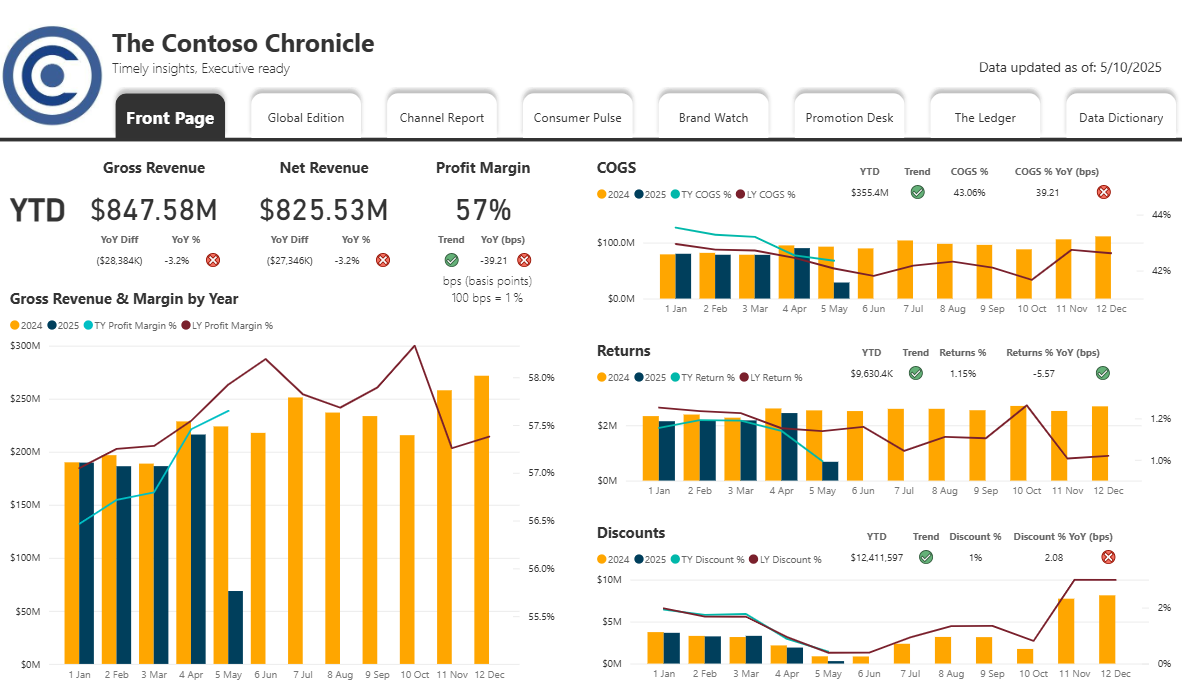 The Contoso Chronicle
Timely insights, Executive ready
Data updated as of: 5/10/2025
Front Page Global Edition Channel Report Consumer Pulse Brand Watch Promotion Desk The Ledger Data Dictionary
Gross Revenue Net Revenue Profit Margin
YTD $847.58M $825.53M 57%
YoY Diff YoY % YoY Diff YoY % Trend YoY (bps)
($28,384K) -3.2% ($27,346K) -3.2% -39.21
bps (basis points)
100 bps = 1%
Gross Revenue & Margin by Year
2024 2025 TY Profit Margin % LY Profit Margin %
$300M
$250M
$200M
$150M
$100M
$50M
$0M
58.0%
57.5%
57.0%
56.5%
56.0%
55.5%
1 Jan 2 Feb 3 Mar 4 Apr 5 May 6 Jun 7 Jul 8 Aug 9 Sep 10 Oct 11 Nov 12 Dec
COGS
YTD Trend COGS % COGS % YoY (bps)
2024 2025 TY COGS % LY COGS %
$355.4M 43.06% 39.21
$100.0M
$0.0M
44%
42%
1 Jan 2 Feb 3 Mar 4 Apr 5 May 6 Jun 7 Jul 8 Aug 9 Sep 10 Oct 11 Nov 12 Dec
Returns
YTD Trend Returns % Returns % YoY (bps)
2024 2025 TY Return % LY Return %
$9,630.4K 1.15% -5.57
$2M
$0M
1.2%
1.0%
1 Jan 2 Feb 3 Mar 4 Apr 5 May 6 Jun 7 Jul 8 Aug 9 Sep 10 Oct 11 Nov 12 Dec
Discounts
YTD Trend Discount % Discount % YoY (bps)
2024 2025 TY Discount % LY Discount %
$12,411,597 1% 2.08
$10M
$5M
$0M
2%
0%
1 Jan 2 Feb 3 Mar 4 Apr 5 May 6 Jun 7 Jul 8 Aug 9 Sep 10 Oct 11 Nov 12 Dec